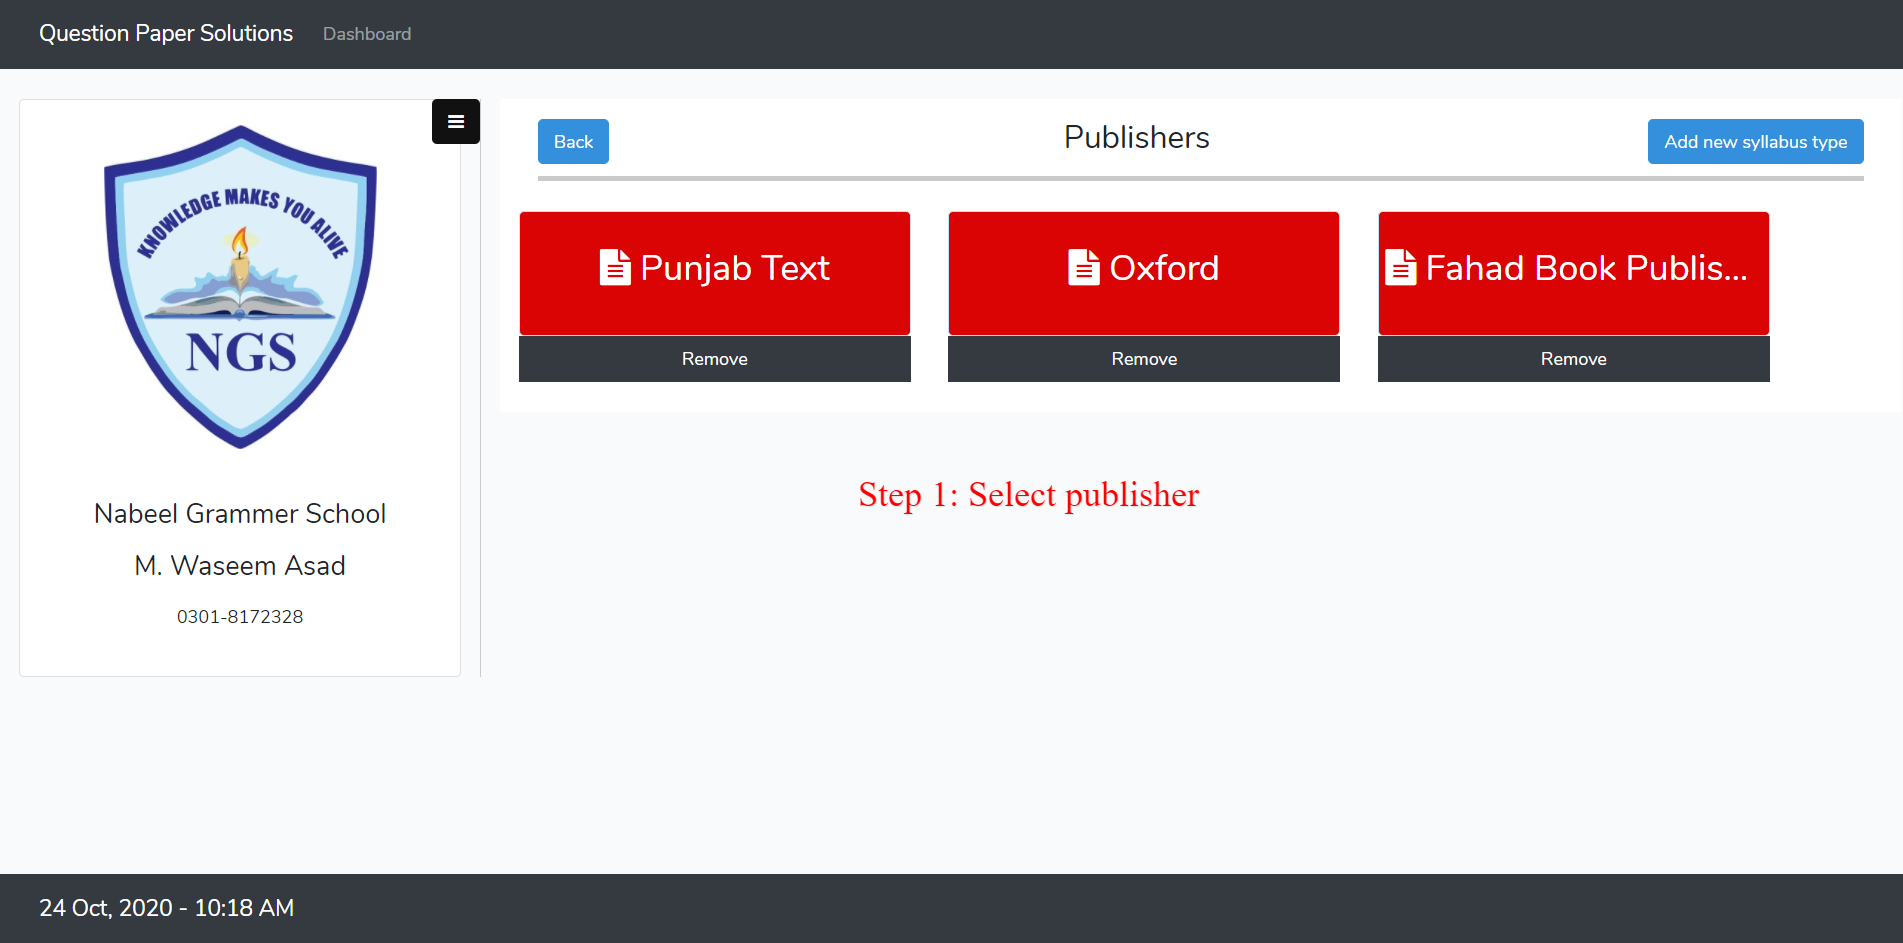 Question Paper Solutions Dashboard
KNOWLEDGE MAKES YOU ALIVE
NGS
Nabeel Grammer School
M. Waseem Asad
0301-8172328
Back Publishers Add new syllabus type
Punjab Text Oxford Fahad Book Publis...
Remove Remove Remove
Step 1: Select publisher
24 Oct, 2020 - 10:18 AM